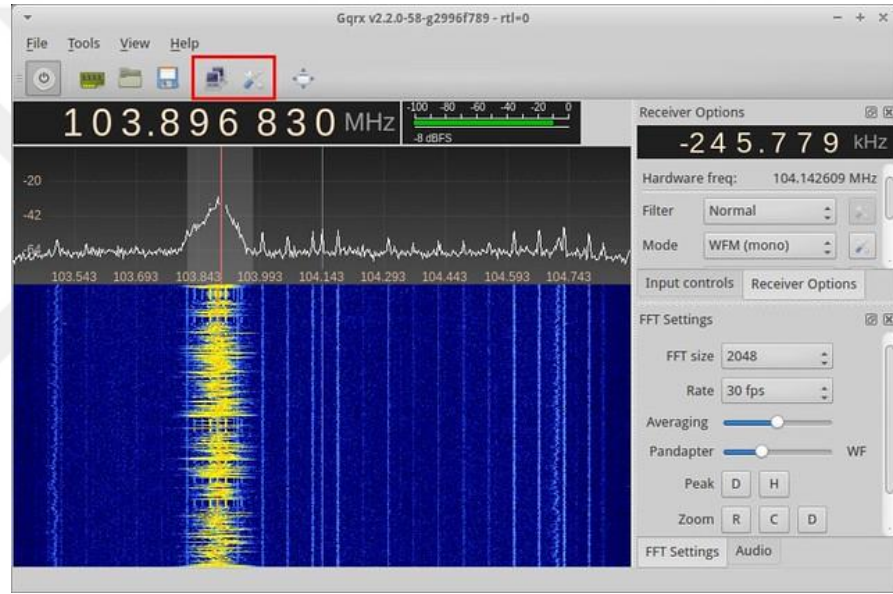 Gqrx v2.2.0-58-g2996f789 - rtl=0
File Tools View Help
103.896 830 MHz
-100 -80 -60 -40 -20 0
-8 dBFS
-20
-42
-64
103.543 103.693 103.843 103.993 104.143 104.293 104.443 104.593 104.743
Receiver Options
-245.779 kHz
Hardware freq: 104.142609 MHz
Filter Normal
Mode WFM (mono)
Input controls Receiver Options
FFT Settings
FFT size 2048
Rate 30 fps
Averaging
Pandapter WF
Peak D H
Zoom R C D
FFT Settings Audio